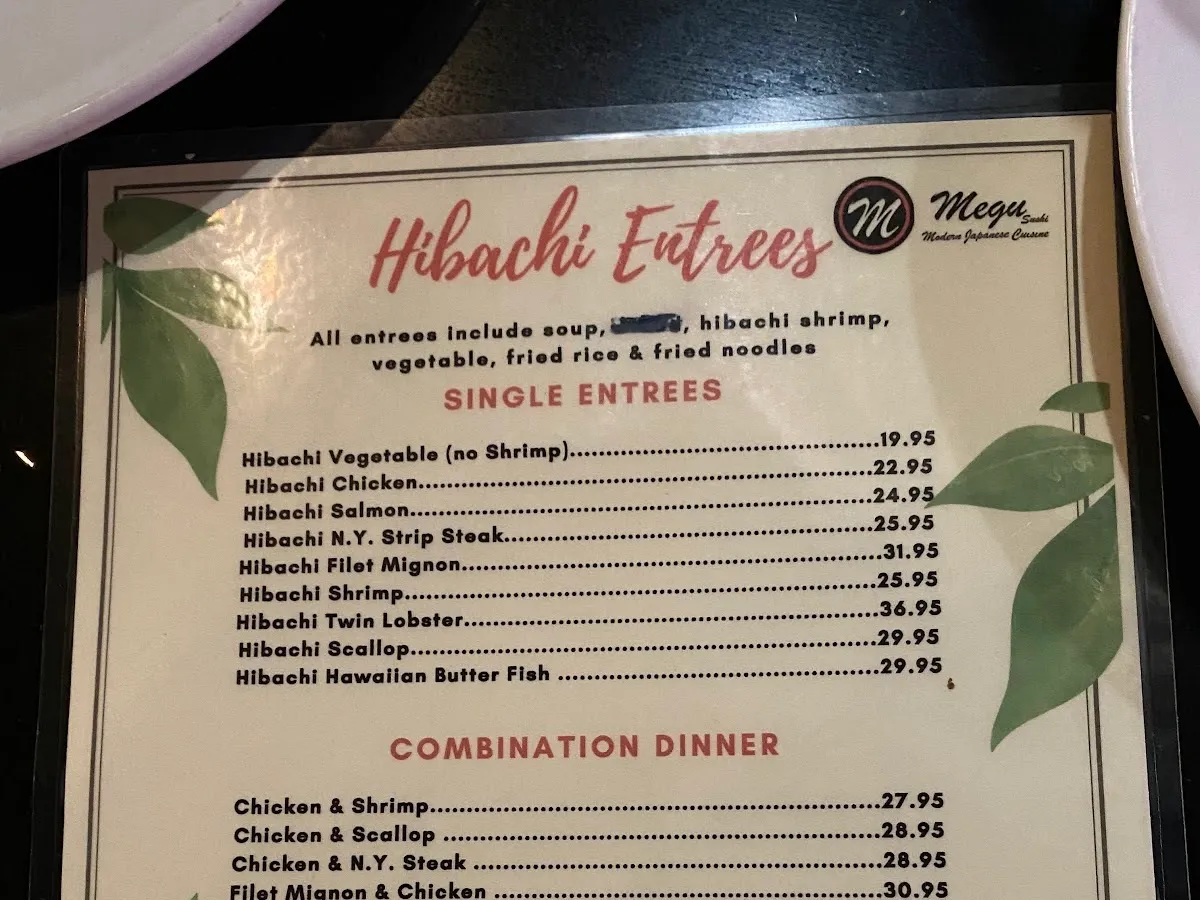 Hibachi Entrees
M
Megu
Sushi
Modern Japanese Cuisine
All entrees include soup, , hibachi shrimp,
vegetable, fried rice & fried noodles
SINGLE ENTREES
Hibachi Vegetable (no Shrimp)..........................................19.95
Hibachi Chicken................................................................22.95
Hibachi Salmon.................................................................24.95
Hibachi N.Y. Strip Steak....................................................25.95
Hibachi Filet Mignon..........................................................31.95
Hibachi Shrimp..................................................................25.95
Hibachi Twin Lobster..........................................................36.95
Hibachi Scallop..................................................................29.95
Hibachi Hawaiian Butter Fish .............................................29.95
COMBINATION DINNER
Chicken & Shrimp...............................................................27.95
Chicken & Scallop .............................................................28.95
Chicken & N.Y. Steak .........................................................28.95
Filet Mignon & Chicken ......................................................30.95